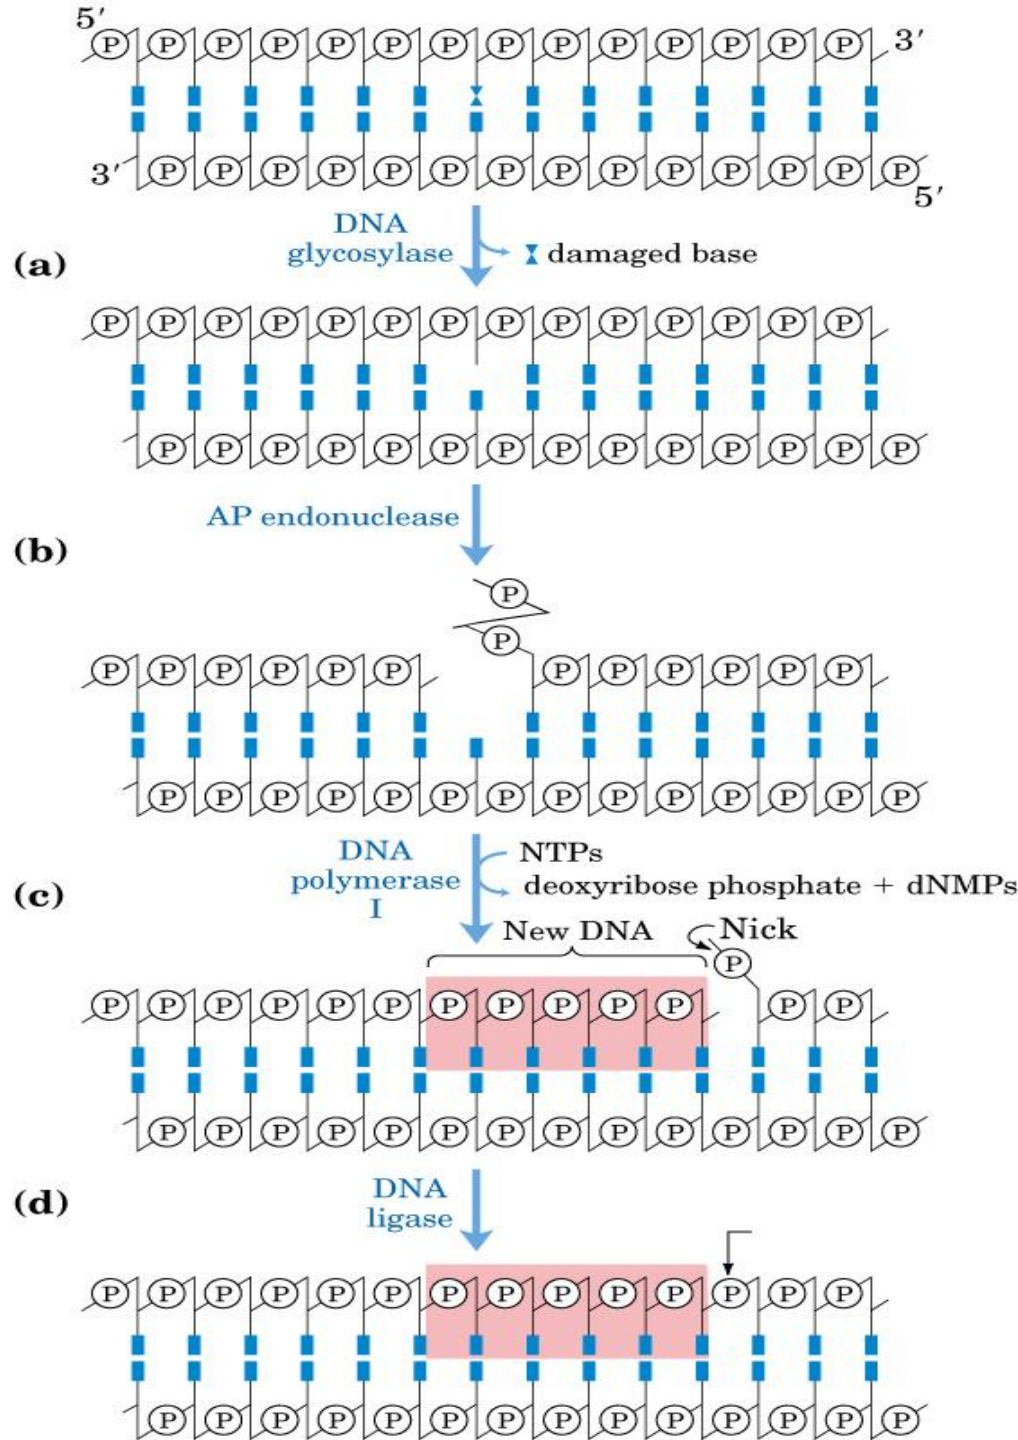 5′
P P P P P P P P P P P P P P 3′
3′ P P P P P P P P P P P P P P
5′
DNA
glycosylase
damaged base
(a)
P P P P P P P P P P P P P P
P P P P P P P P P P P P P P
AP endonuclease
(b)
P
P
P P P P P P P P P P P P
P P P P P P P P P P P P P P
DNA
polymerase
I
NTPs
deoxyribose phosphate + dNMPs
(c)
New DNA
Nick
P
P P P P P P P P P P P P P
P P P P P P P P P P P P P P
DNA
ligase
(d)
P P P P P P P P P P P P P P
P P P P P P P P P P P P P P